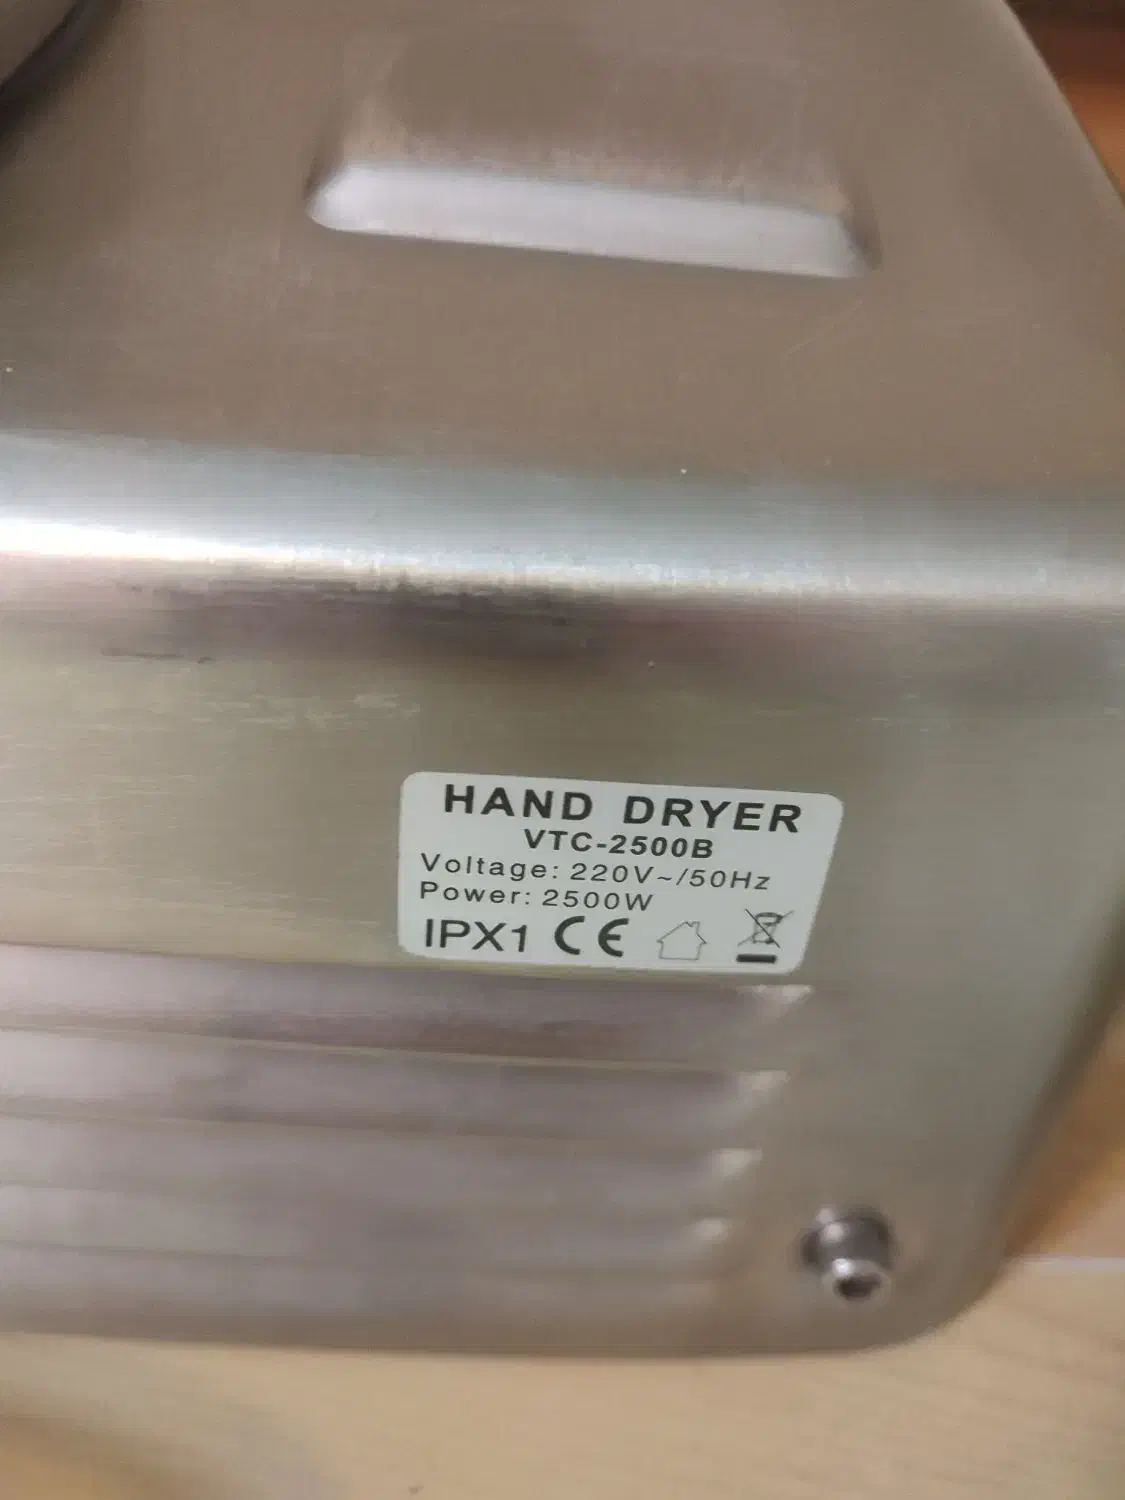 HAND DRYER
VTC-2500B
Voltage: 220V~/50Hz
Power: 2500W
IPX1 CE